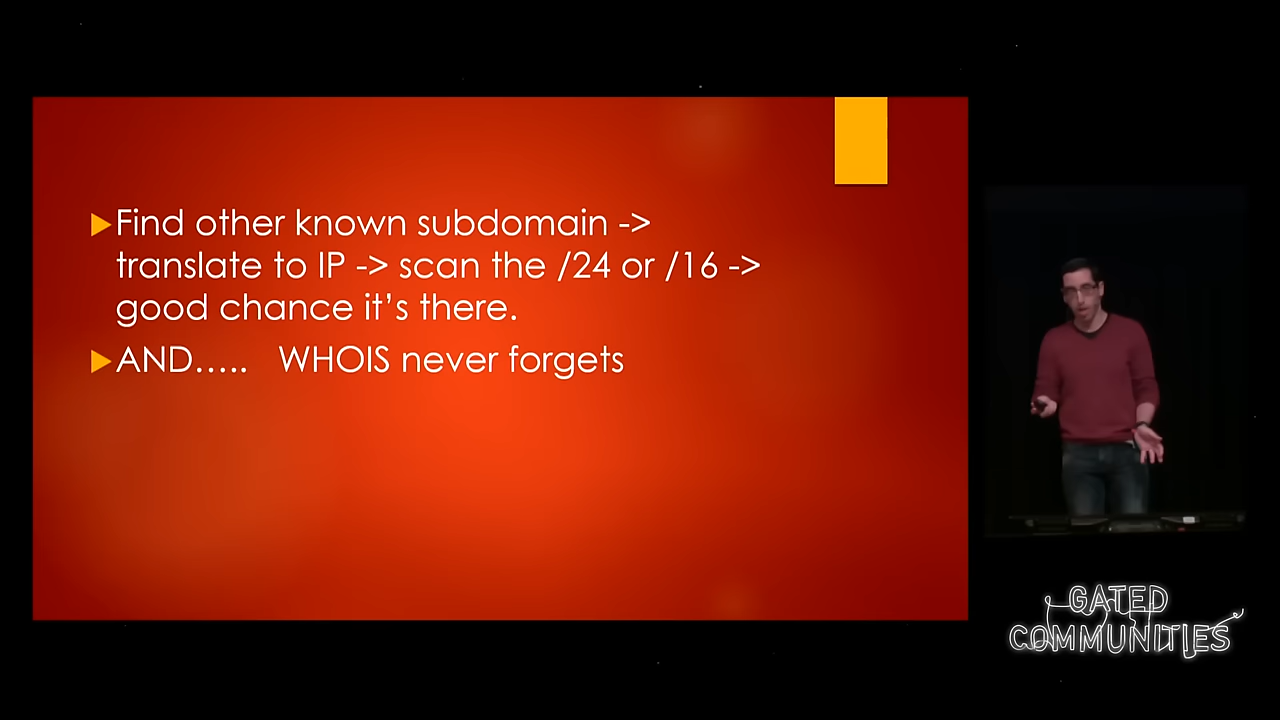 Find other known subdomain ->
translate to IP -> scan the /24 or /16 ->
good chance it's there.
AND..... WHOIS never forgets
GATED
COMMUNITIES